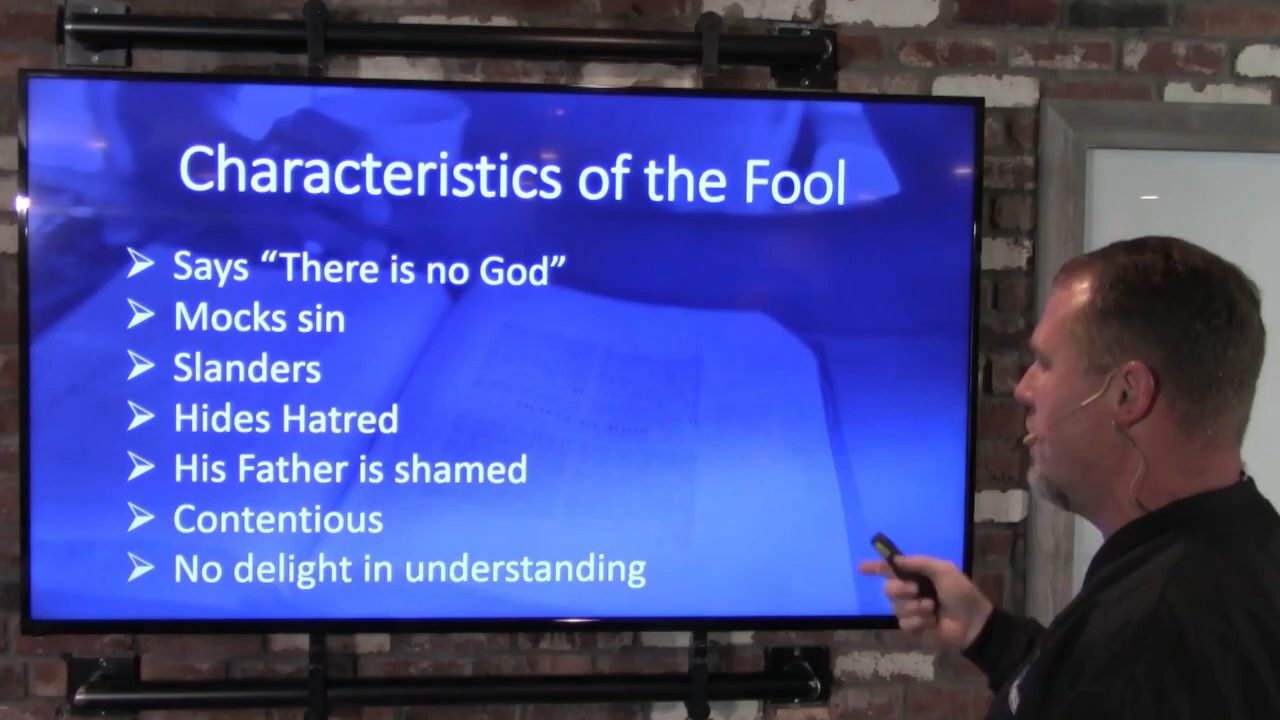 Characteristics of the Fool
Says “There is no God”
Mocks sin
Slanders
Hides Hatred
His Father is shamed
Contentious
No delight in understanding